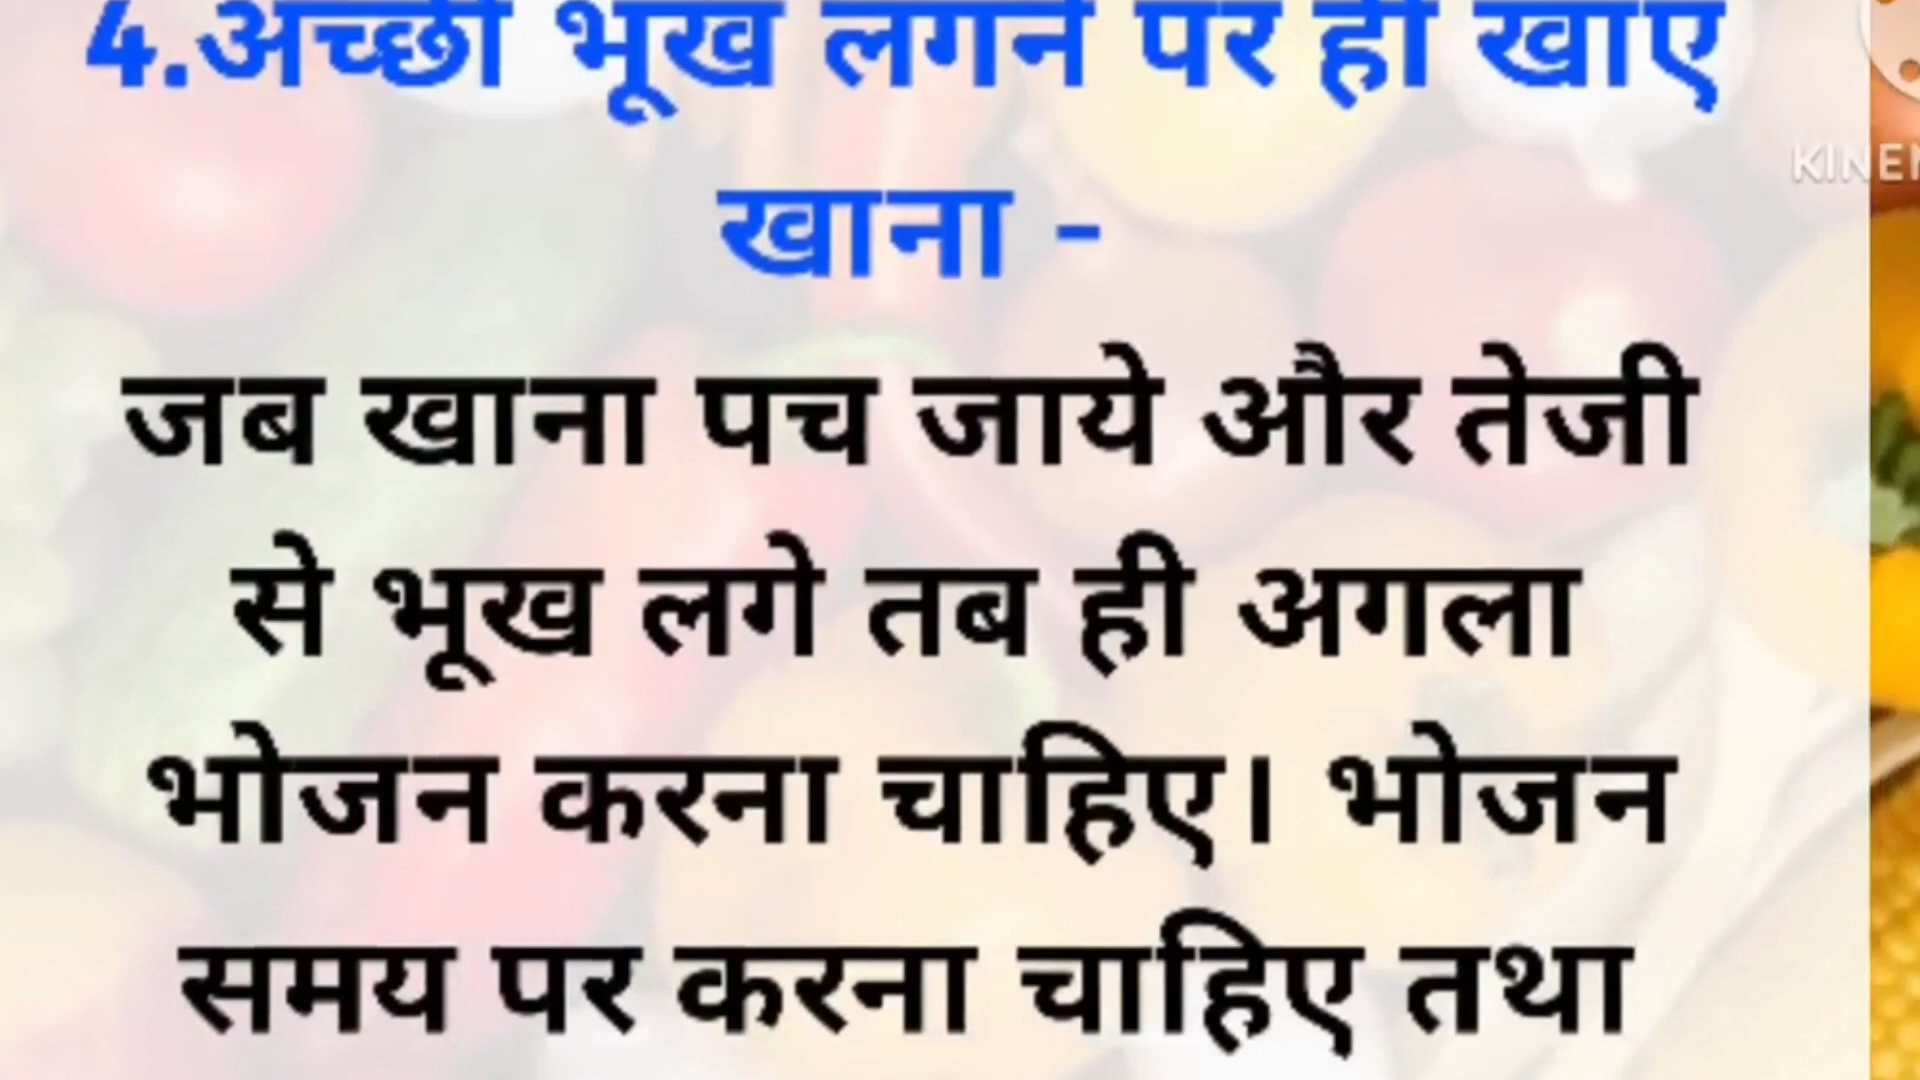 4.अच्छी भूख लगने पर ही खाए
खाना -
जब खाना पच जाये और तेजी
से भूख लगे तब ही अगला
भोजन करना चाहिए। भोजन
समय पर करना चाहिए तथा